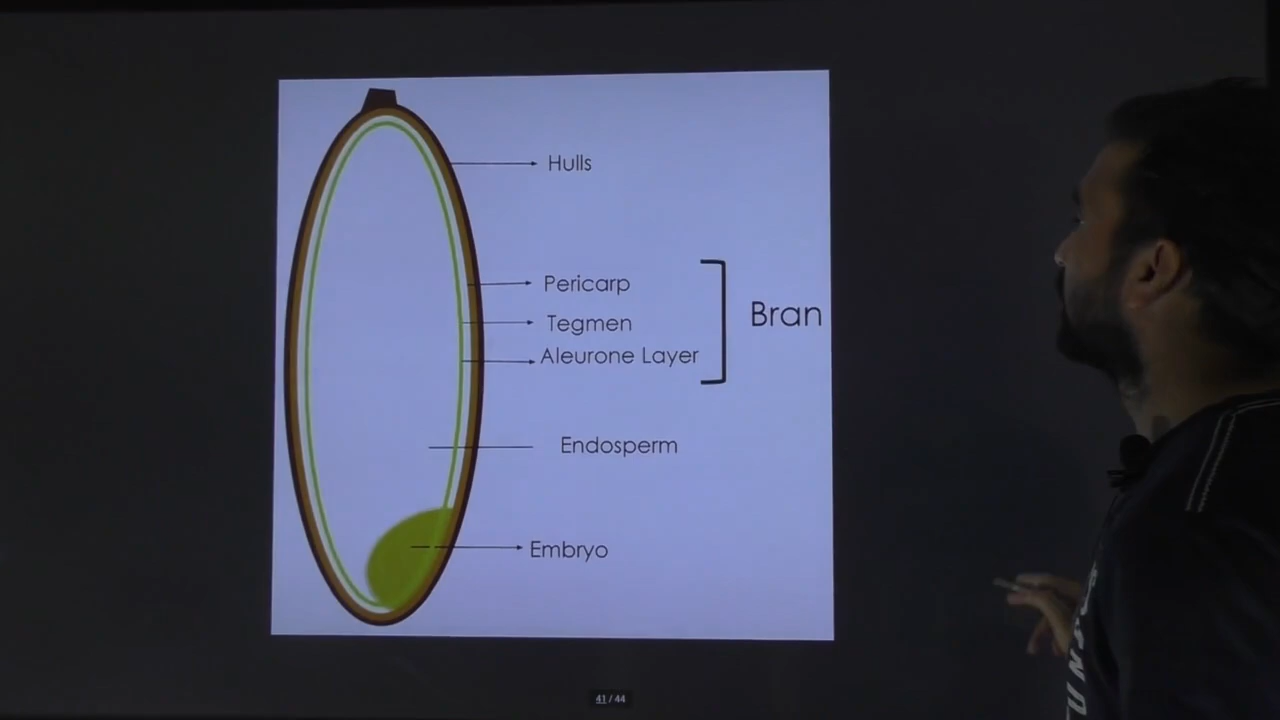 Hulls
Pericarp
Tegmen
Aleurone Layer
Bran
Endosperm
Embryo
41 / 44